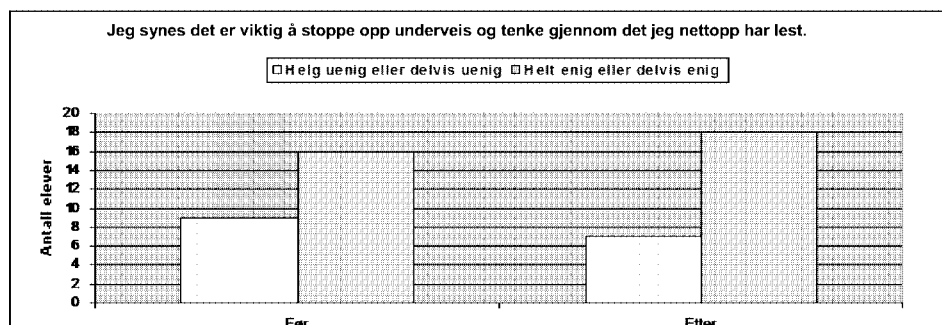 Jeg synes det er viktig å stoppe opp underveis og tenke gjennom det jeg nettopp har lest.
Helg uenig eller delvis uenig Helt enig eller delvis enig
Antall elever
20
18
16
14
12
10
8
6
4
2
0
Før Etter